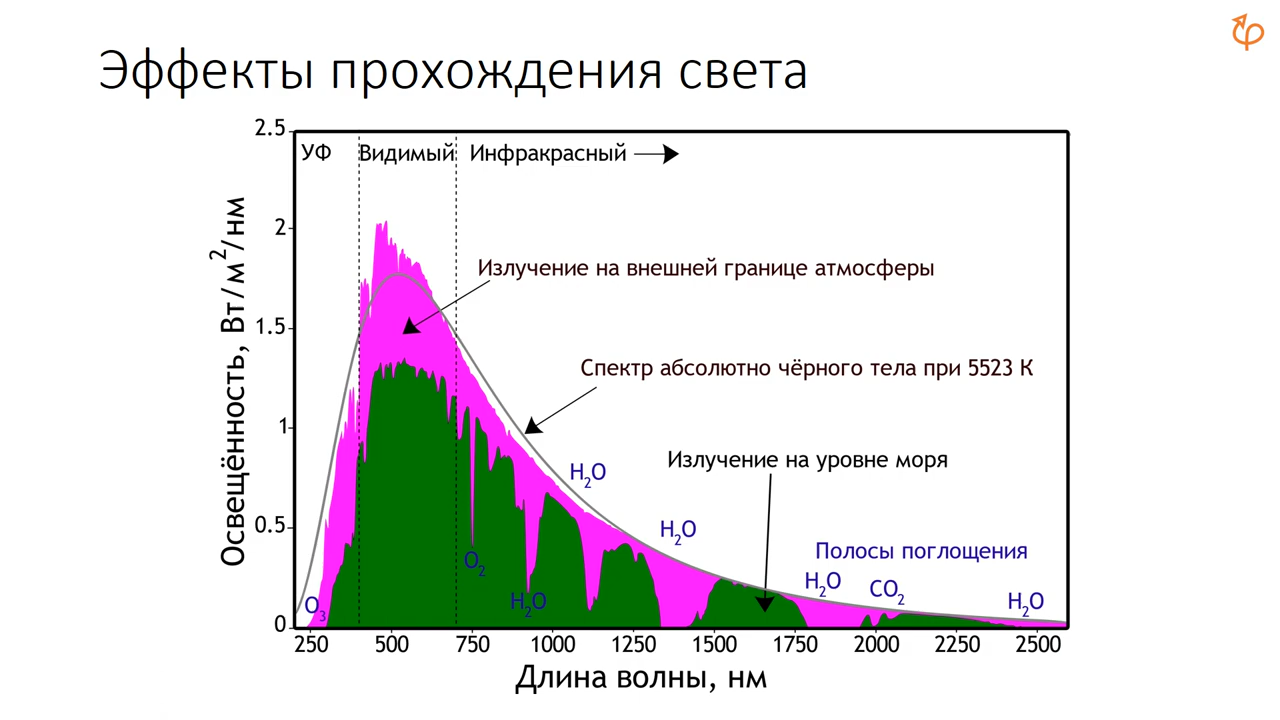 Эффекты прохождения света
2.5
УФ
Видимый
Инфракрасный
2
Излучение на внешней границе атмосферы
1.5
Спектр абсолютно чёрного тела при 5523 К
1
Излучение на уровне моря
H2O
H2O
0.5
Полосы поглощения
O2
H2O
CO2
H2O
O3
H2O
0
250 500 750 1000 1250 1500 1750 2000 2250 2500
Длина волны, нм
Освещённость, Вт/м2/нм